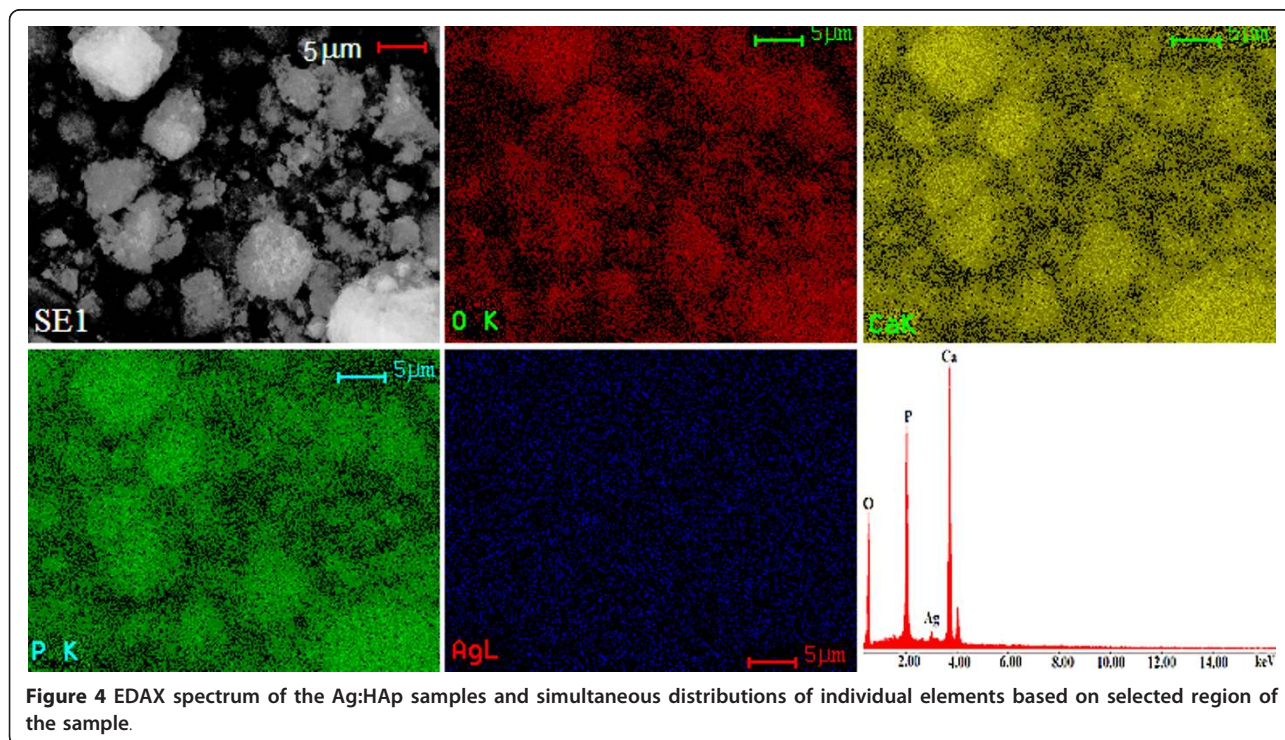 5 μm
SE1
5μm
O K
5μm
CaK
5μm
P K
AgL
5μm
Ca
P
O
Ag
2.00 4.00 6.00 8.00 10.00 12.00 14.00 keV
Figure 4 EDAX spectrum of the Ag:HAp samples and simultaneous distributions of individual elements based on selected region of
the sample.